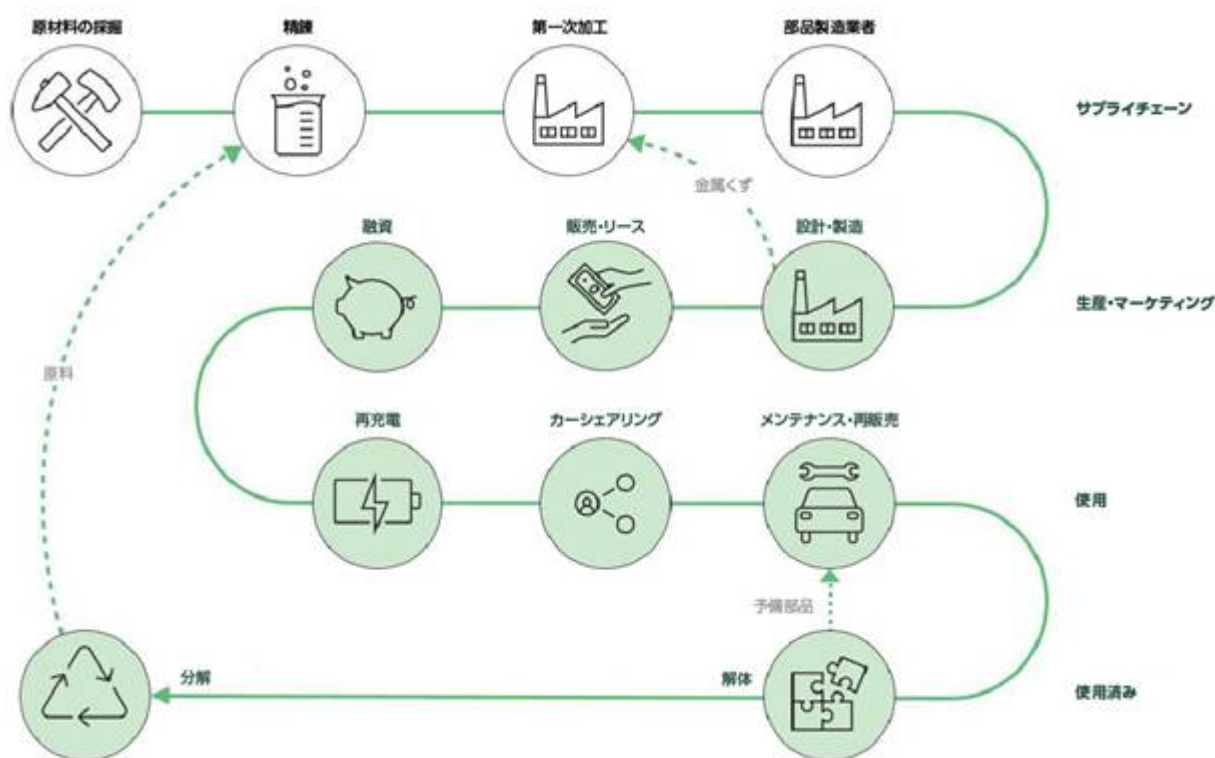 原材料の採掘
精錬
第一次加工
部品製造業者
サプライチェーン
金属くず
融資
販売・リース
設計・製造
生産・マーケティング
原料
再充電
カーシェアリング
メンテナンス・再販売
使用
予備部品
分解
解体
使用済み